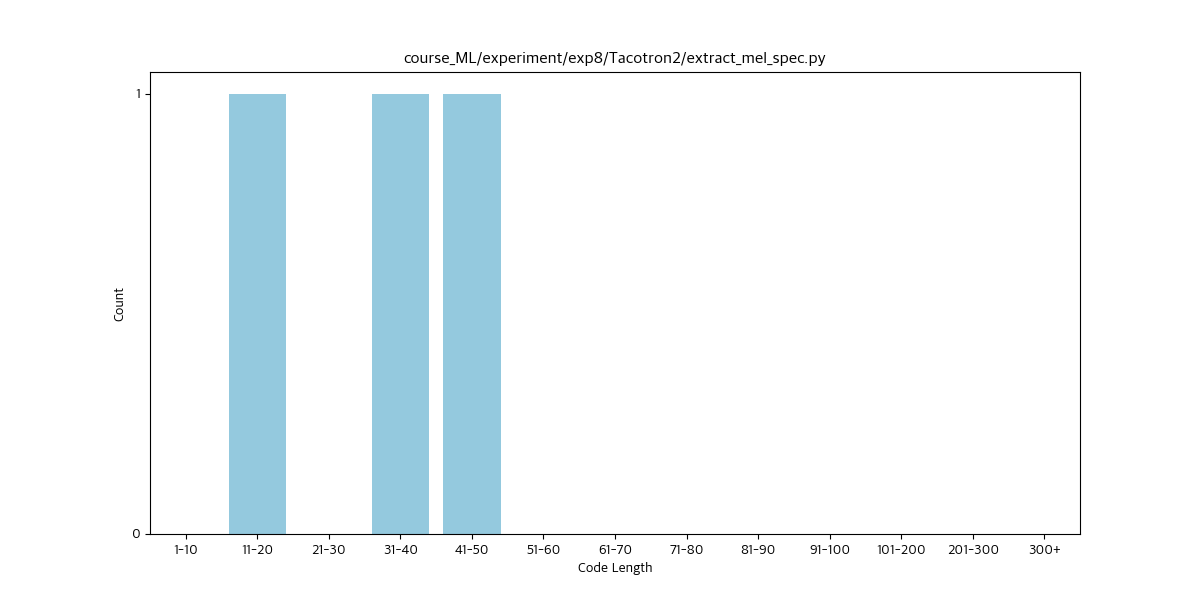 course_ML/experiment/exp8/Tacotron2/extract_mel_spec.py
1
0
Count
1-10 11-20 21-30 31-40 41-50 51-60 61-70 71-80 81-90 91-100 101-200 201-300 300+
Code Length